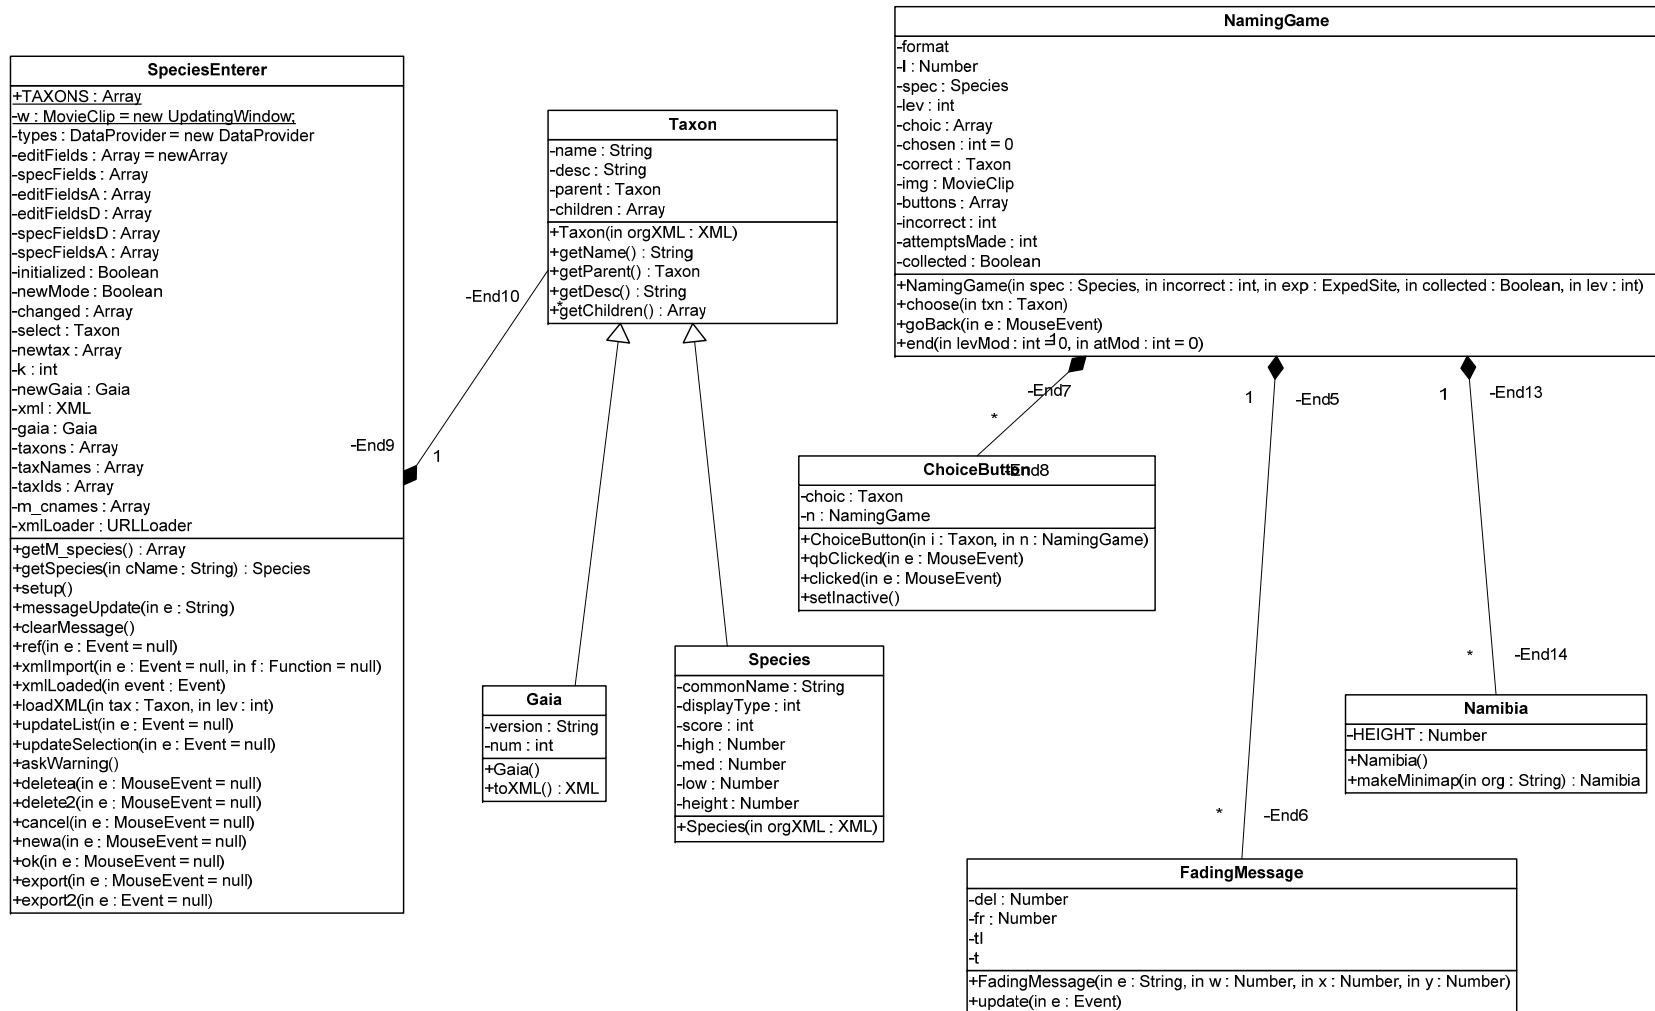 SpeciesEnterer
+TAXONS : Array
-w : MovieClip = new UpdatingWindow;
-types : DataProvider = new DataProvider
-editFields : Array = newArray
-specFields : Array
-editFieldsA : Array
-editFieldsD : Array
-specFieldsD : Array
-specFieldsA : Array
-initialized : Boolean
-newMode : Boolean
-changed : Array
-select : Taxon
-newtax : Array
-k : int
-newGaia : Gaia
-xml : XML
-gaia : Gaia
-taxons : Array
-taxNames : Array
-taxIds : Array
-m_cnames : Array
-xmlLoader : URLLoader
+getM_species() : Array
+getSpecies(in cName : String) : Species
+setup()
+messageUpdate(in e : String)
+clearMessage()
+ref(in e : Event = null)
+xmlImport(in e : Event = null, in f : Function = null)
+xmlLoaded(in event : Event)
+loadXML(in tax : Taxon, in lev : int)
+updateList(in e : Event = null)
+updateSelection(in e : Event = null)
+askWarning()
+deletea(in e : MouseEvent = null)
+delete2(in e : MouseEvent = null)
+cancel(in e : MouseEvent = null)
+newa(in e : MouseEvent = null)
+ok(in e : MouseEvent = null)
+export(in e : MouseEvent = null)
+export2(in e : Event = null)
-End9
1
-End10
*
Taxon
-name : String
-desc : String
-parent : Taxon
-children : Array
+Taxon(in orgXML : XML)
+getName() : String
+getParent() : Taxon
+getDesc() : String
+getChildren() : Array
Gaia
-version : String
-num : int
+Gaia()
+toXML() : XML
Species
-commonName : String
-displayType : int
-score : int
-high : Number
-med : Number
-low : Number
-height : Number
+Species(in orgXML : XML)
NamingGame
-format
-l : Number
-spec : Species
-lev : int
-choic : Array
-chosen : int = 0
-correct : Taxon
-img : MovieClip
-buttons : Array
-incorrect : int
-attemptsMade : int
-collected : Boolean
+NamingGame(in spec : Species, in incorrect : int, in exp : ExpedSite, in collected : Boolean, in lev : int)
+choose(in txn : Taxon)
+goBack(in e : MouseEvent)
+end(in levMod : int = 0, in atMod : int = 0)
1
-End7
*
-End8
ChoiceButton
-choic : Taxon
-n : NamingGame
+ChoiceButton(in i : Taxon, in n : NamingGame)
+qbClicked(in e : MouseEvent)
+clicked(in e : MouseEvent)
+setInactive()
1
-End5
*
-End6
1
-End13
*
-End14
Namibia
-HEIGHT : Number
+Namibia()
+makeMinimap(in org : String) : Namibia
FadingMessage
-del : Number
-fr : Number
-tl
-t
+FadingMessage(in e : String, in w : Number, in x : Number, in y : Number)
+update(in e : Event)